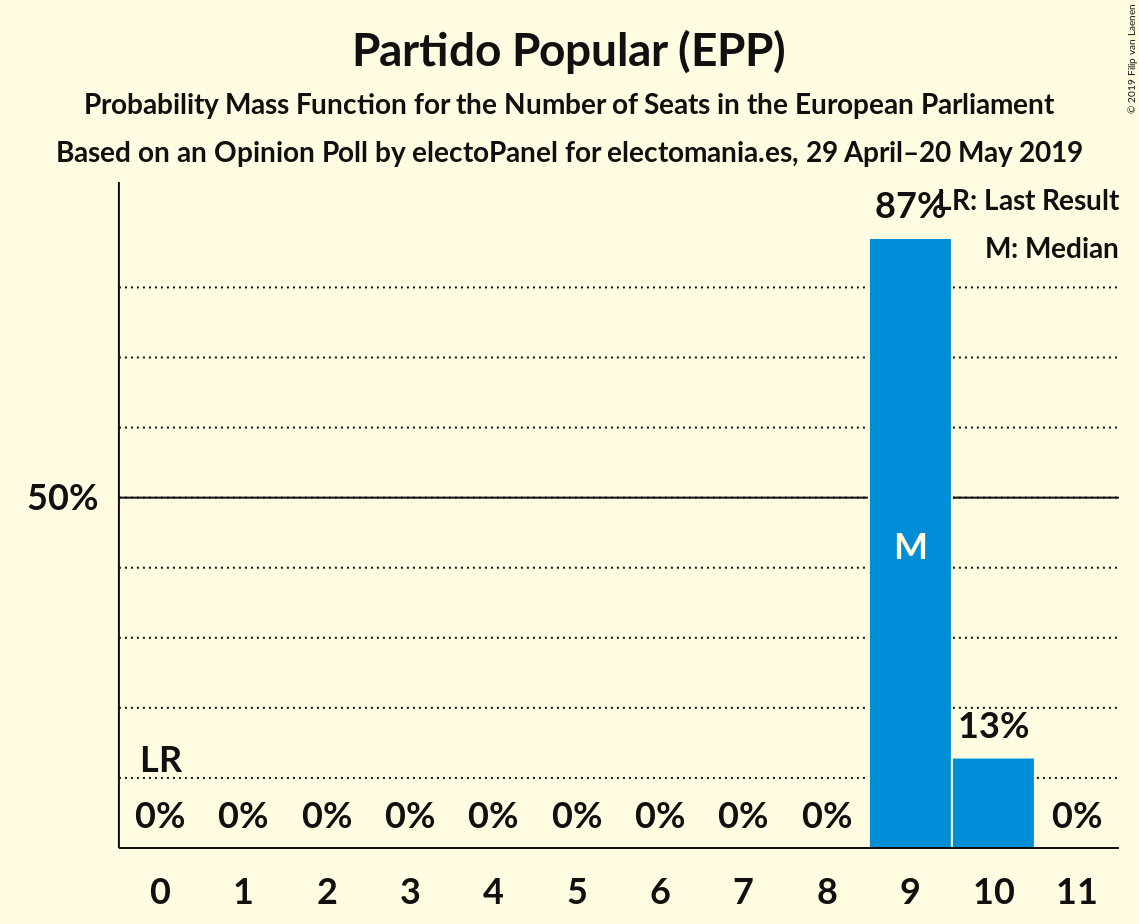 Partido Popular (EPP)
Probability Mass Function for the Number of Seats in the European Parliament
Based on an Opinion Poll by electoPanel for electomania.es, 29 April–20 May 2019
© 2019 Filip van Laenen
LR: Last Result
M: Median
87%
50%
M
13%
LR
0% 0% 0% 0% 0% 0% 0% 0% 0% 0%
0 1 2 3 4 5 6 7 8 9 10 11